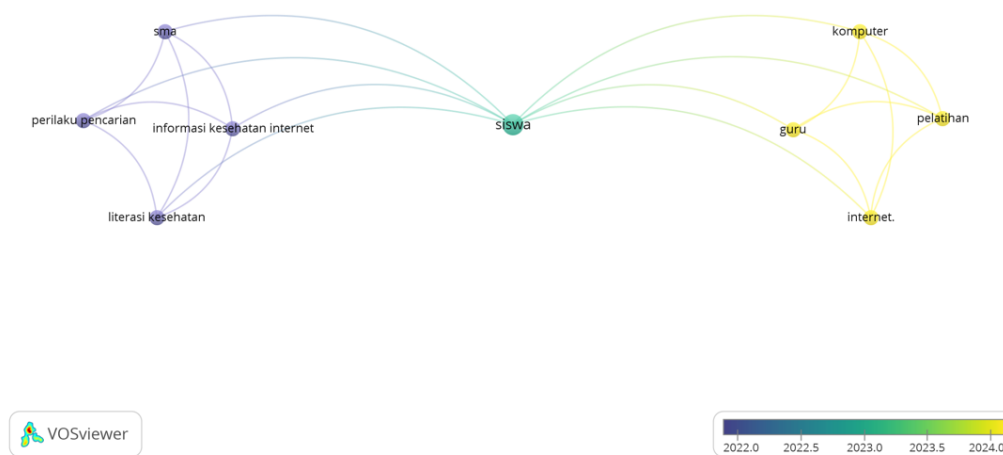 sma
komputer
perilaku pencarian
informasi kesehatan internet
siswa
guru
pelatihan
literasi kesehatan
internet.
VOSviewer
2022.0 2022.5 2023.0 2023.5 2024.0